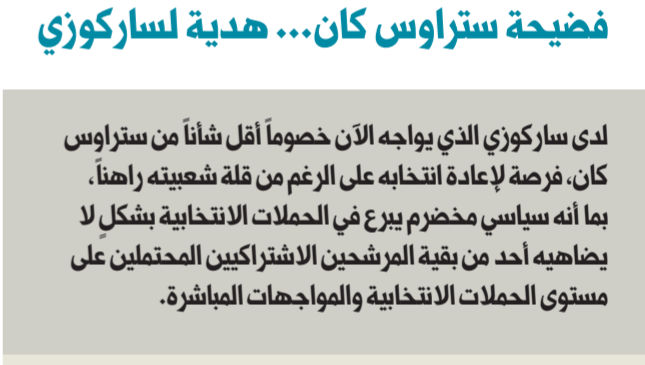 فضيحة ستراوس كان... هدية لساركوزي
لدى ساركوزي الذي يواجه الآن خصوماً أقل شأناً من ستراوس
كان، فرصة لإعادة انتخابه على الرغم من قلة شعبيته راهناً،
بما أنه سياسي مخضرم يبرع في الحملات الانتخابية بشكلٍ لا
يضاهيه أحد من بقية المرشحين الاشتراكيين المحتملين على
مستوى الحملات الانتخابية والمواجهات المباشرة.